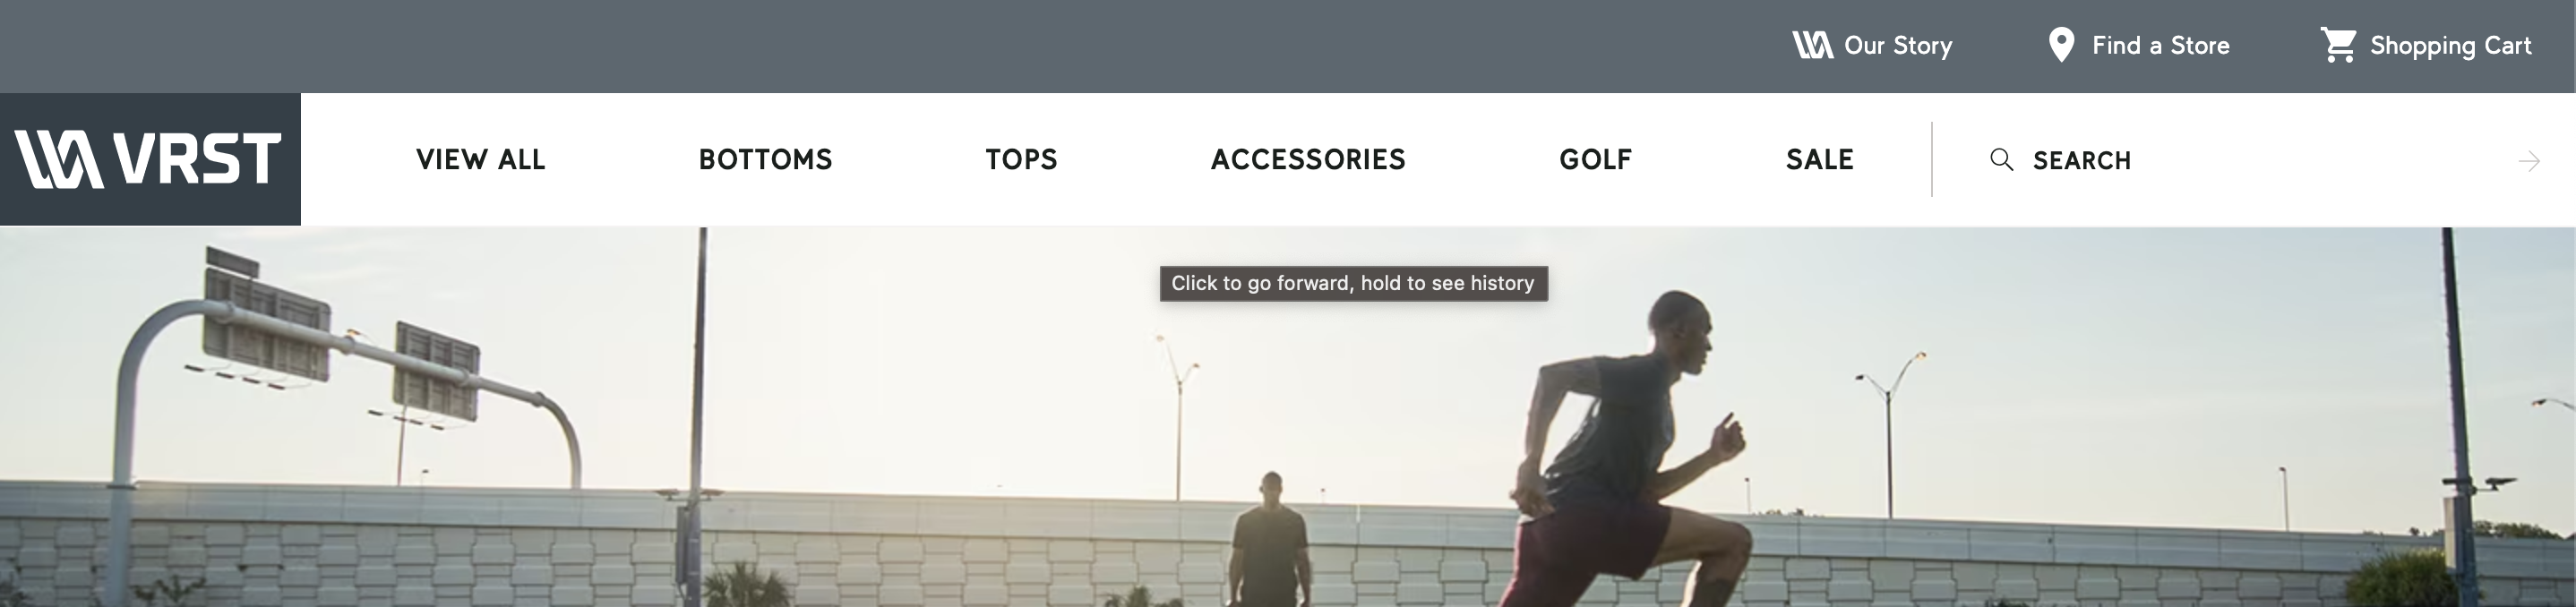 Our Story Find a Store Shopping Cart
VRST VIEW ALL BOTTOMS TOPS ACCESSORIES GOLF SALE SEARCH
Click to go forward, hold to see history